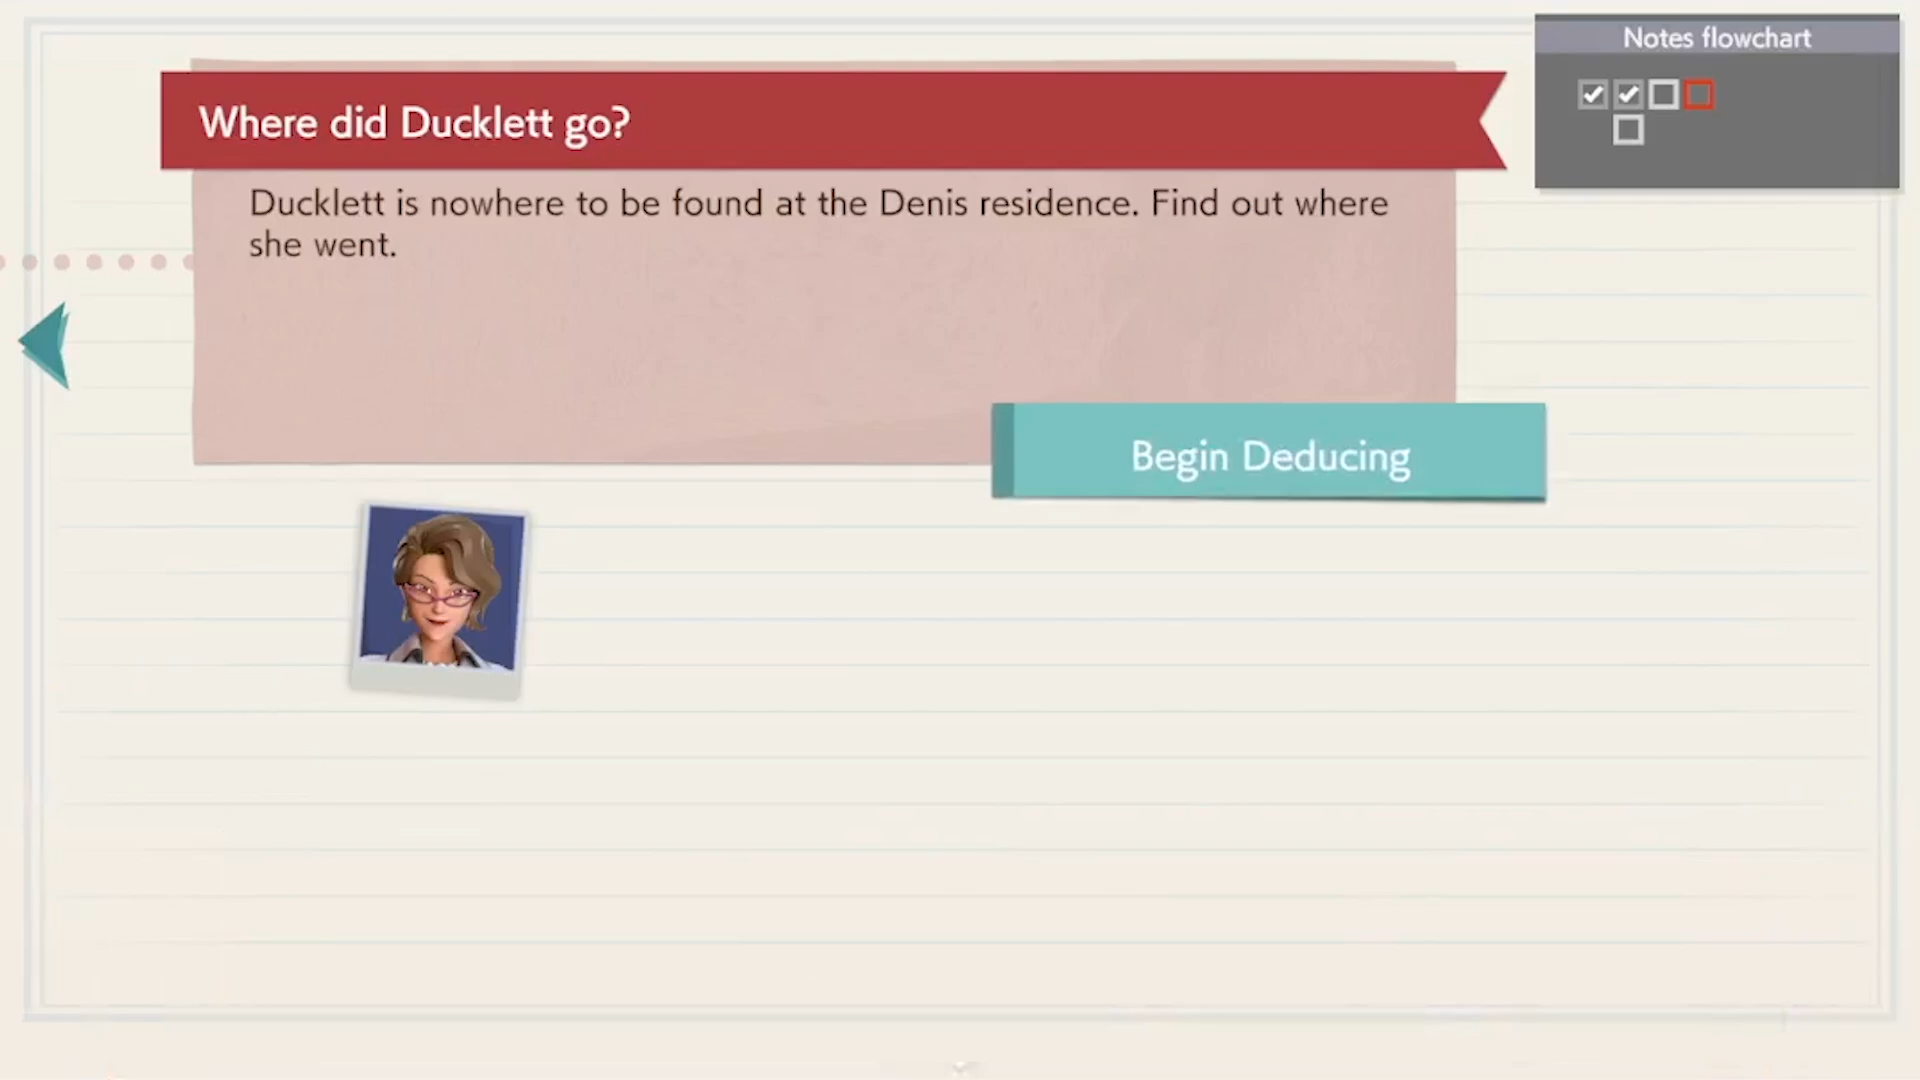 Notes flowchart
Where did Ducklett go?
Ducklett is nowhere to be found at the Denis residence. Find out where
she went.
Begin Deducing